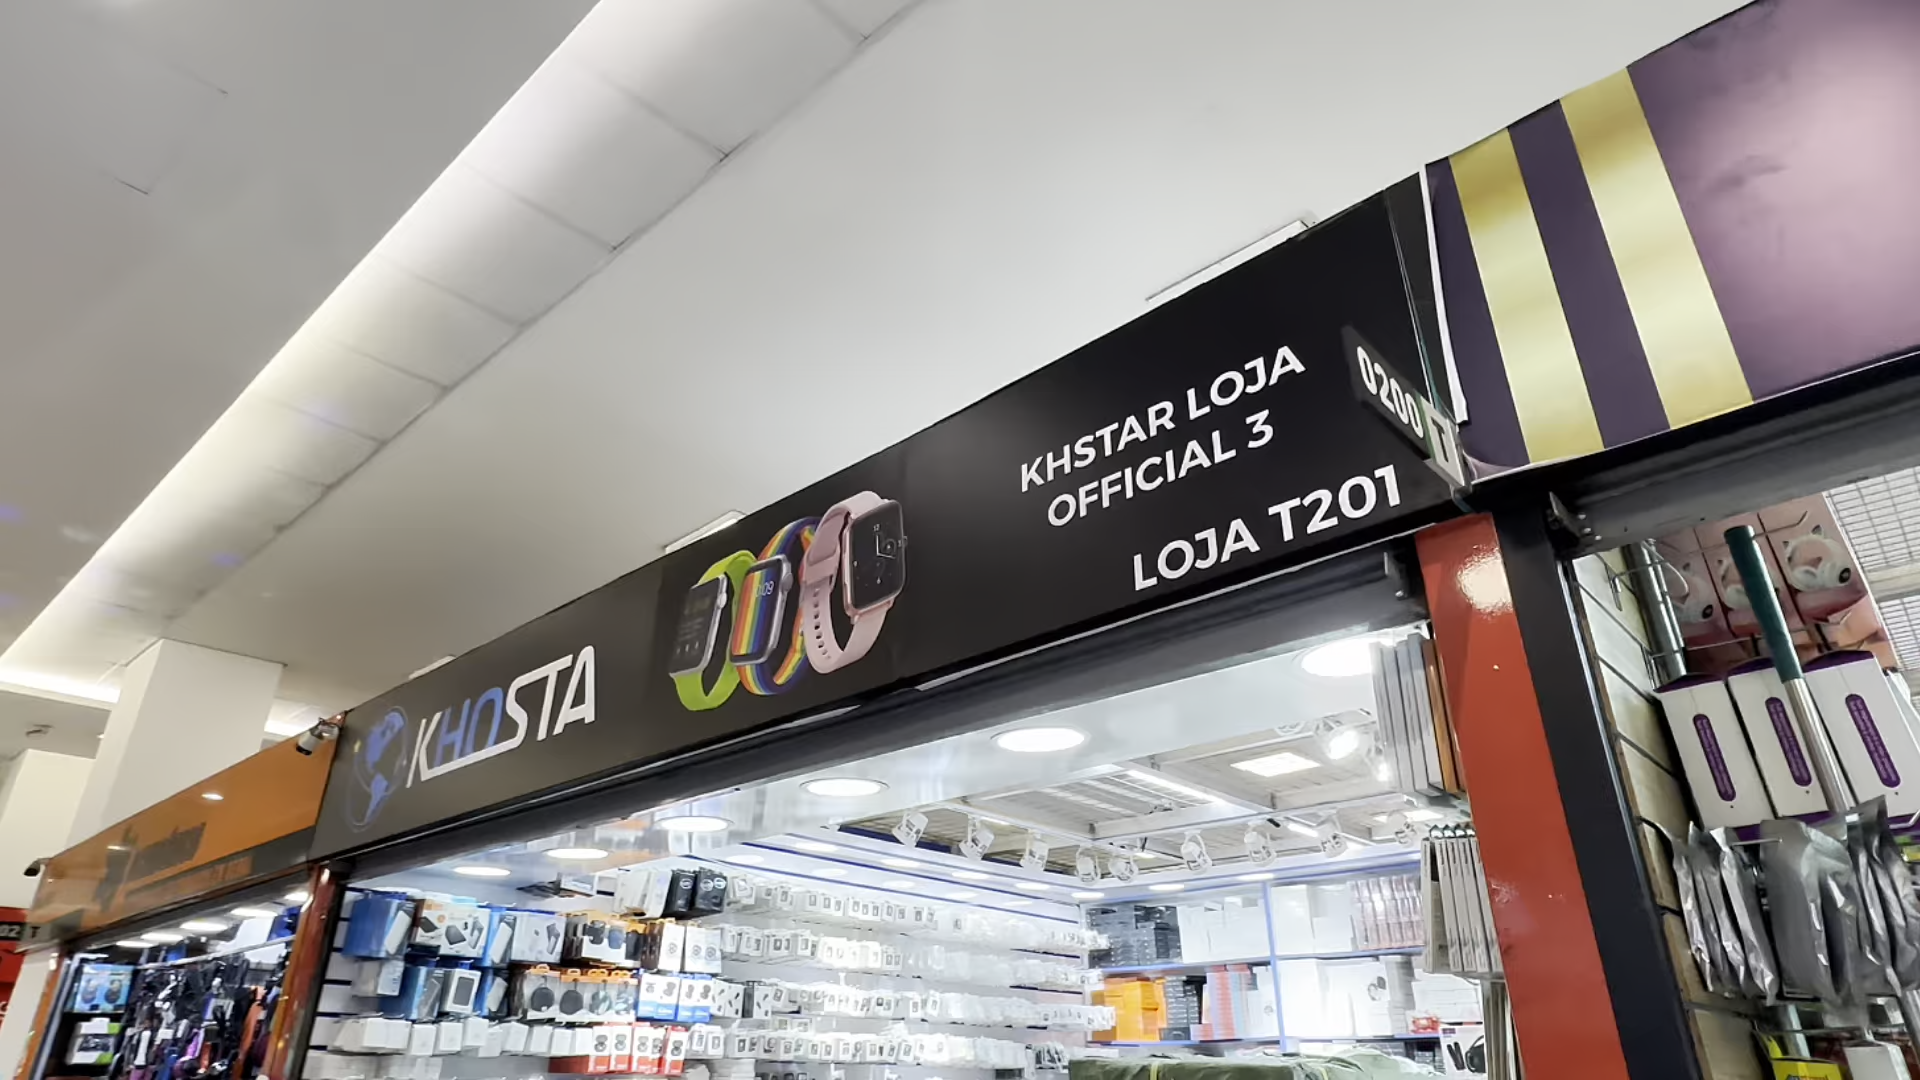 KHOSTA
KHSTAR LOJA
OFFICIAL 3
LOJA T201
0200 T